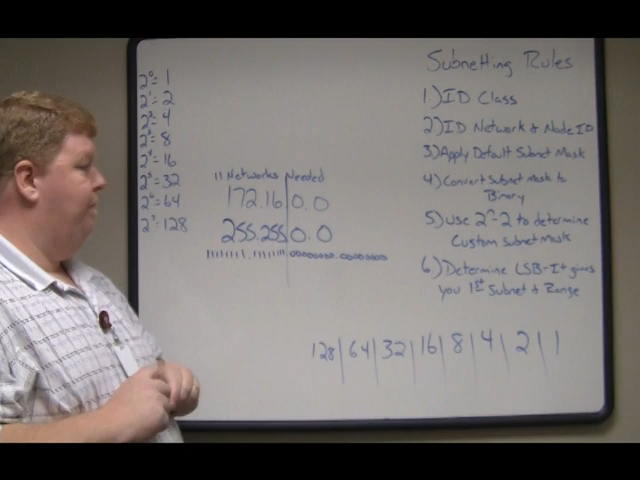 2⁰= 1
2¹= 2
2²= 4
2³= 8
2⁴= 16
2⁵= 32
2⁶= 64
2⁷= 128
11 Networks Needed
172.16|0.0
255.255|0.0
11111111.11111111|00000000.00000000
Subnetting Rules
1.) ID Class
2) ID Network & Node ID
3) Apply Default Subnet Mask
4) Convert Subnet Mask to
Binary
5) Use 2ⁿ-2 to determine
Custom Subnet Mask
6.) Determine LSB-It gives
you 1st Subnet & Range
128|64|32|16|8|4|2|1